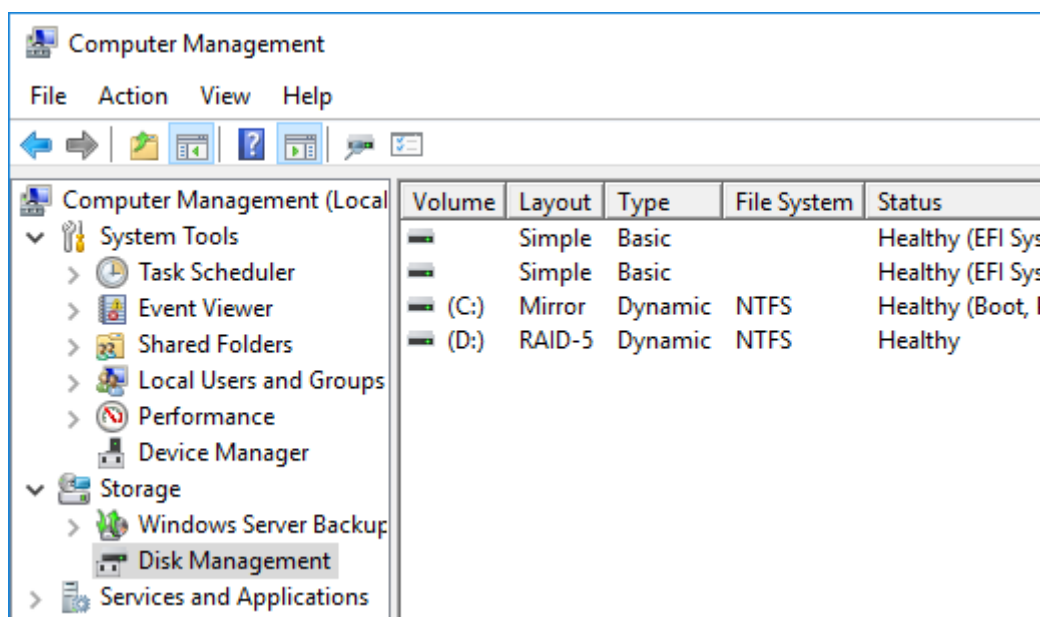 Computer Management
File Action View Help
Computer Management (Local
System Tools
Task Scheduler
Event Viewer
Shared Folders
Local Users and Groups
Performance
Device Manager
Storage
Windows Server Backup
Disk Management
Services and Applications
Volume Layout Type File System Status
Simple Basic Healthy (EFI Sys
Simple Basic Healthy (EFI Sys
(C:) Mirror Dynamic NTFS Healthy (Boot,
(D:) RAID-5 Dynamic NTFS Healthy